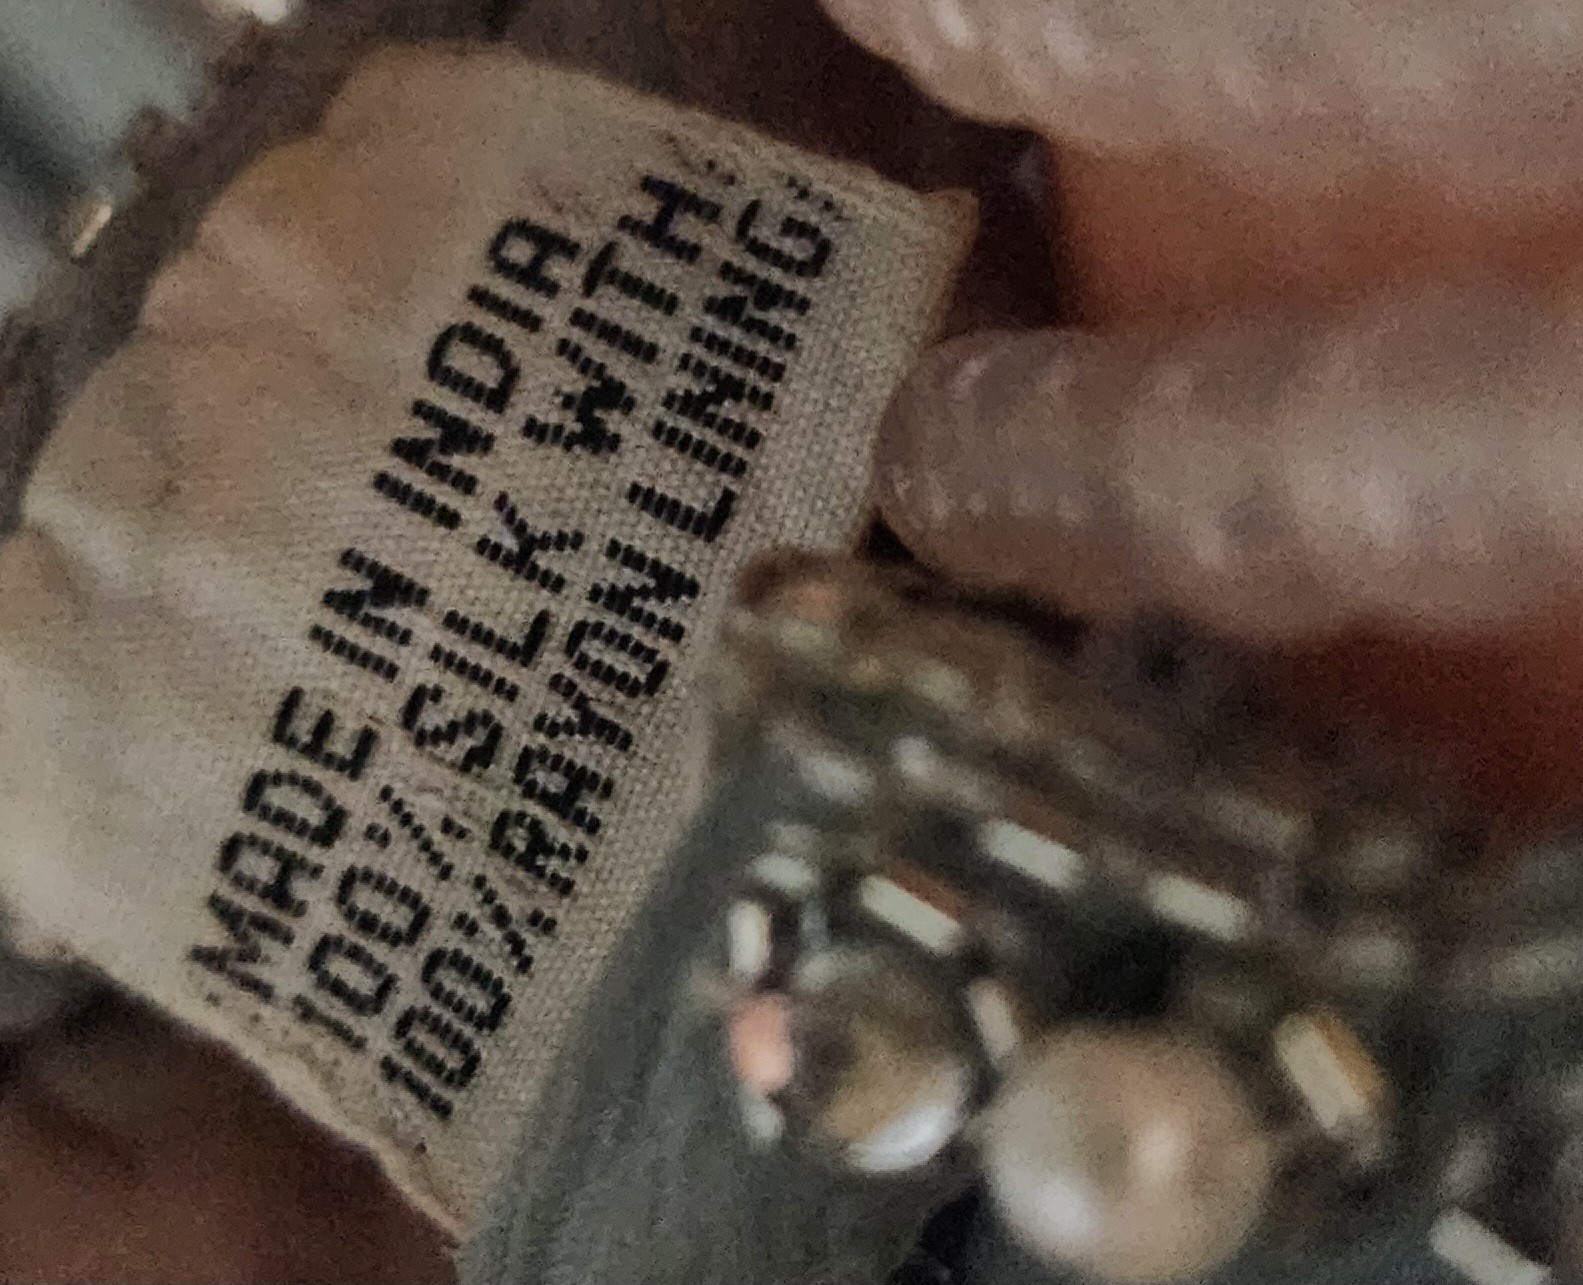 MADE IN INDIA
100% SILK WITH
100% RAYON LINING